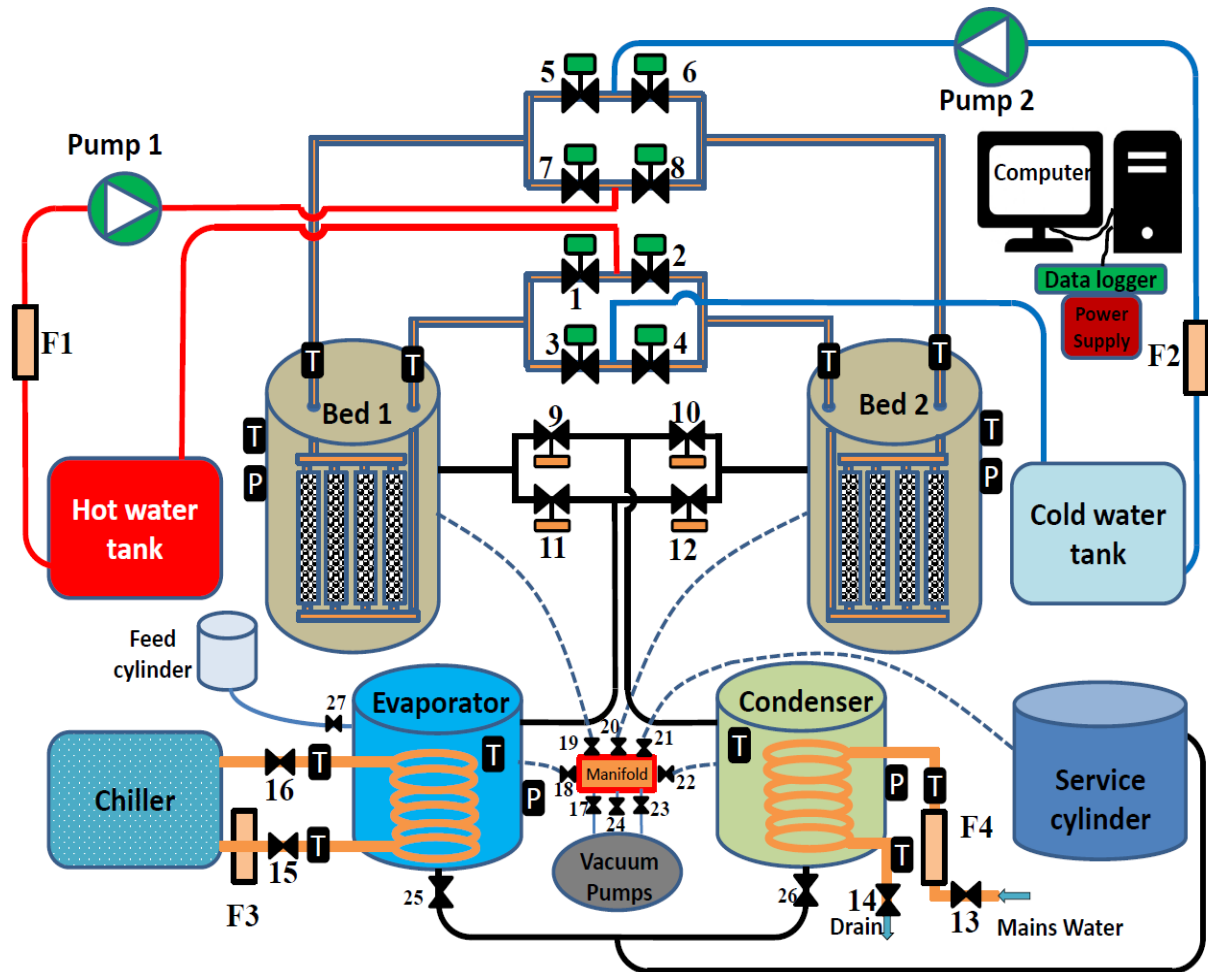 5
6
Pump 2
Pump 1
7
8
Computer
2
1
Data logger
Power
Supply
F1
3
4
F2
T
T
T
T
Bed 1
Bed 2
9
10
T
T
P
P
Hot water
tank
Cold water
tank
11
12
Feed
cylinder
27
Evaporator
Condenser
19
20
21
T
T
16
T
18
Manifold
22
P
T
Chiller
P
17
24
23
Service
cylinder
T
15
F3
Vacuum
Pumps
T
F4
25
26
14
13
Drain
Mains Water